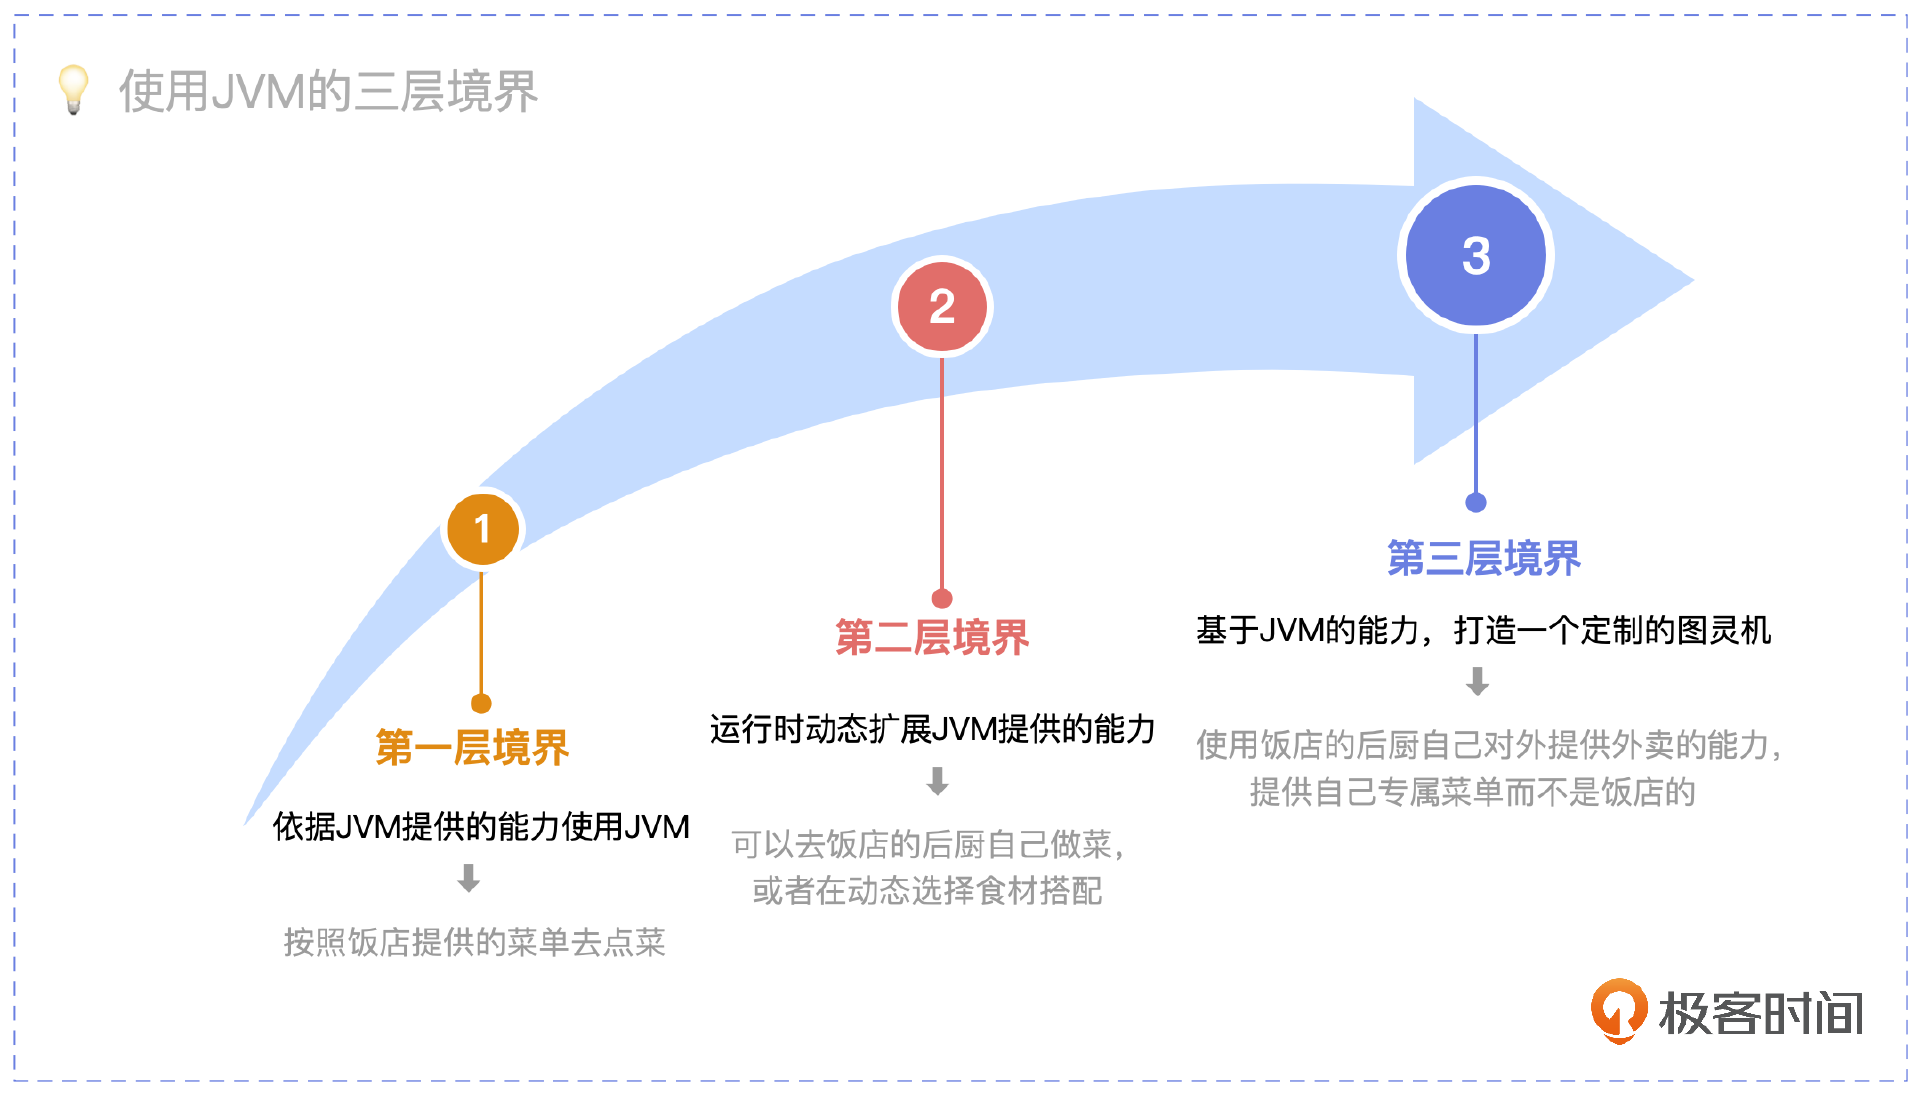 使用JVM的三层境界
1
第一层境界
依据JVM提供的能力使用JVM
按照饭店提供的菜单去点菜
2
第二层境界
运行时动态扩展JVM提供的能力
可以去饭店的后厨自己做菜，
或者在动态选择食材搭配
3
第三层境界
基于JVM的能力，打造一个定制的图灵机
使用饭店的后厨自己对外提供外卖的能力，
提供自己专属菜单而不是饭店的
极客时间